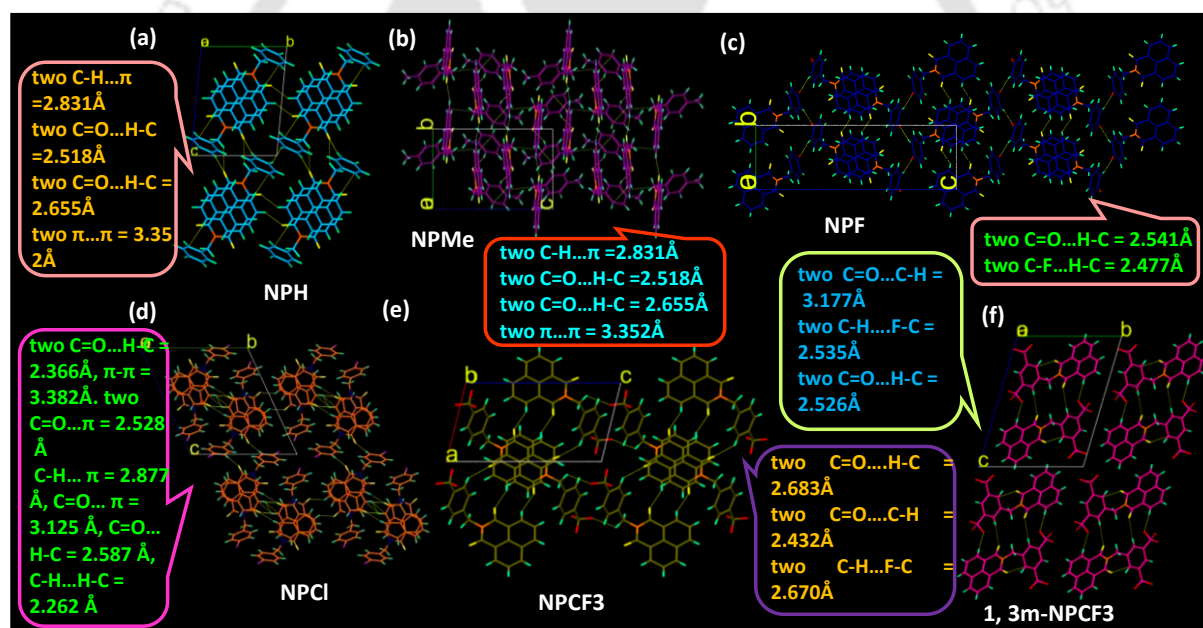 (a)
a
b
c
two C-H...π
=2.831Å
two C=O...H-C
=2.518Å
two C=O...H-C =
2.655Å
two π...π = 3.35
2Å
NPH
(b)
b
a
c
NPMe
two C-H...π =2.831Å
two C=O...H-C =2.518Å
two C=O...H-C = 2.655Å
two π...π = 3.352Å
(c)
b
a
c
NPF
two C=O...H-C = 2.541Å
two C-F...H-C = 2.477Å
(d)
a
b
c
two C=O...H-C =
2.366Å, π-π =
3.382Å. two
C=O...π = 2.528
Å
C-H... π = 2.877
Å, C=O... π =
3.125 Å, C=O...
H-C = 2.587 Å,
C-H...H-C =
2.262 Å
NPCl
(e)
b
c
a
NPCF3
two C=O....H-C =
2.683Å
two C=O....C-H =
2.432Å
two C-H...F-C =
2.670Å
two C=O...C-H =
3.177Å
two C-H....F-C =
2.535Å
two C=O...H-C =
2.526Å
(f)
a
b
c
1, 3m-NPCF3